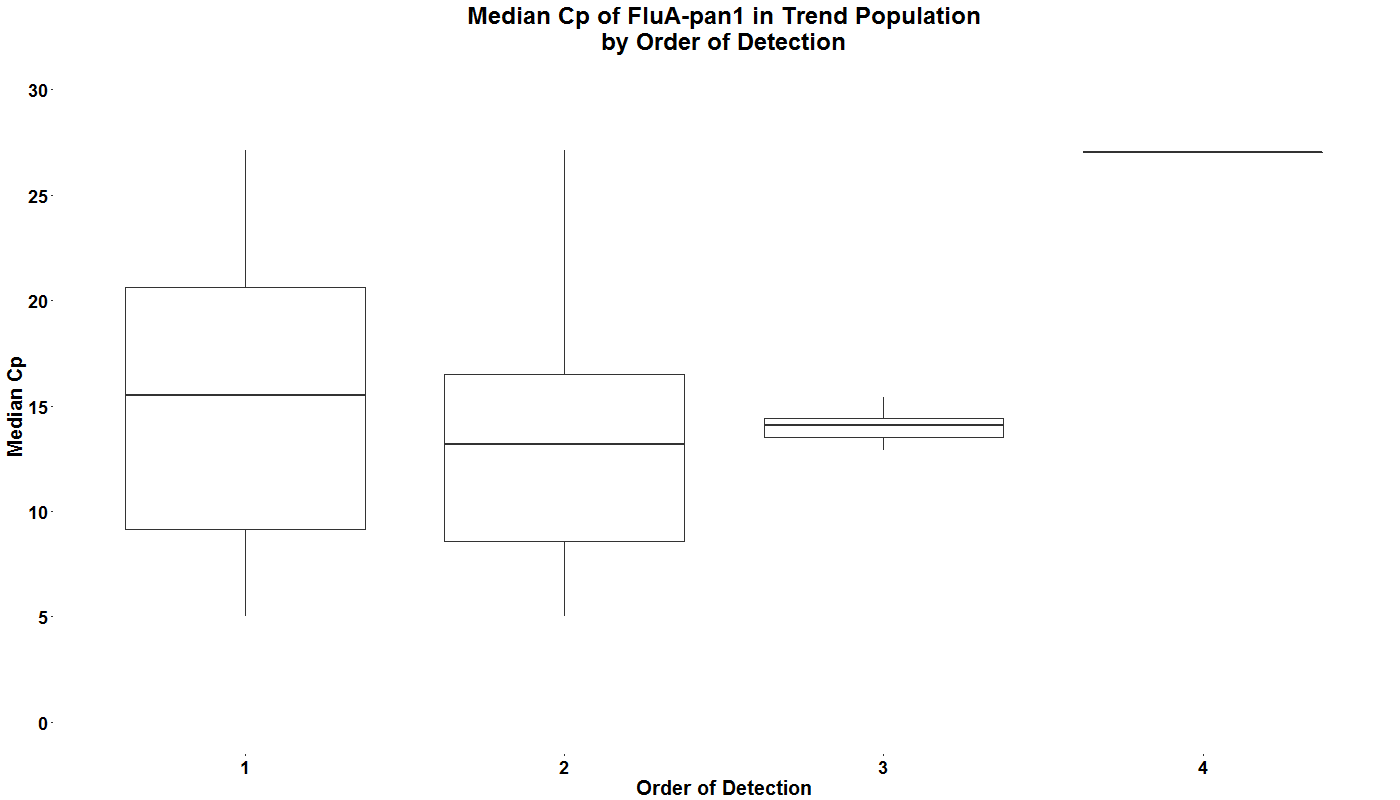 Median Cp of FluA-pan1 in Trend Population
by Order of Detection
30
25
20
15
10
5
0
Median Cp
1 2 3 4
Order of Detection